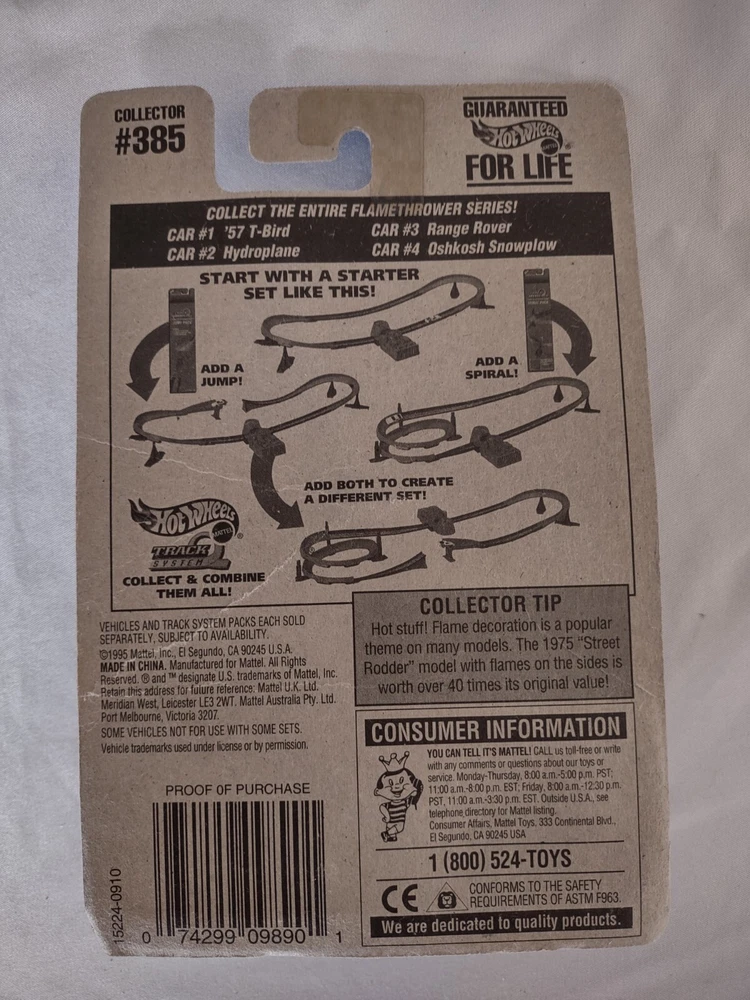 COLLECTOR
#385
GUARANTEED
HOT WHEELS
MATTEL
®
FOR LIFE
COLLECT THE ENTIRE FLAMETHROWER SERIES!
CAR #1 '57 T-Bird
CAR #2 Hydroplane
CAR #3 Range Rover
CAR #4 Oshkosh Snowplow
START WITH A STARTER
SET LIKE THIS!
ADD A
JUMP!
ADD A
SPIRAL!
ADD BOTH TO CREATE
A DIFFERENT SET!
HOT WHEELS
MATTEL
®
TRACK
SYSTEM
COLLECT & COMBINE
THEM ALL!
VEHICLES AND TRACK SYSTEM PACKS EACH SOLD
SEPARATELY, SUBJECT TO AVAILABILITY.
©1995 Mattel, Inc., El Segundo, CA 90245 U.S.A.
MADE IN CHINA. Manufactured for Mattel. All Rights
Reserved. ® and ™ designate U.S. trademarks of Mattel, Inc.
Retain this address for future reference: Mattel U.K. Ltd.
Meridian West, Leicester LE3 2WT. Mattel Australia Pty. Ltd.
Port Melbourne, Victoria 3207.
SOME VEHICLES NOT FOR USE WITH SOME SETS.
Vehicle trademarks used under license or by permission.
COLLECTOR TIP
Hot stuff! Flame decoration is a popular
theme on many models. The 1975 “Street
Rodder” model with flames on the sides is
worth over 40 times its original value!
CONSUMER INFORMATION
YOU CAN TELL IT'S MATTEL! CALL us toll-free or write
with any comments or questions about our toys or
service. Monday-Thursday, 8:00 a.m.-5:00 p.m. PST;
11:00 a.m.-8:00 p.m. EST; Friday, 8:00 a.m.-12:30 p.m.
PST, 11:00 a.m.-3:30 p.m. EST. Outside U.S.A., see
telephone directory for Mattel listing.
Consumer Affairs, Mattel Toys, 333 Continental Blvd.,
El Segundo, CA 90245 USA
1 (800) 524-TOYS
CE
CONFORMS TO THE SAFETY
REQUIREMENTS OF ASTM F963.
We are dedicated to quality products.
PROOF OF PURCHASE
15224-0910
0 74299 09890 1